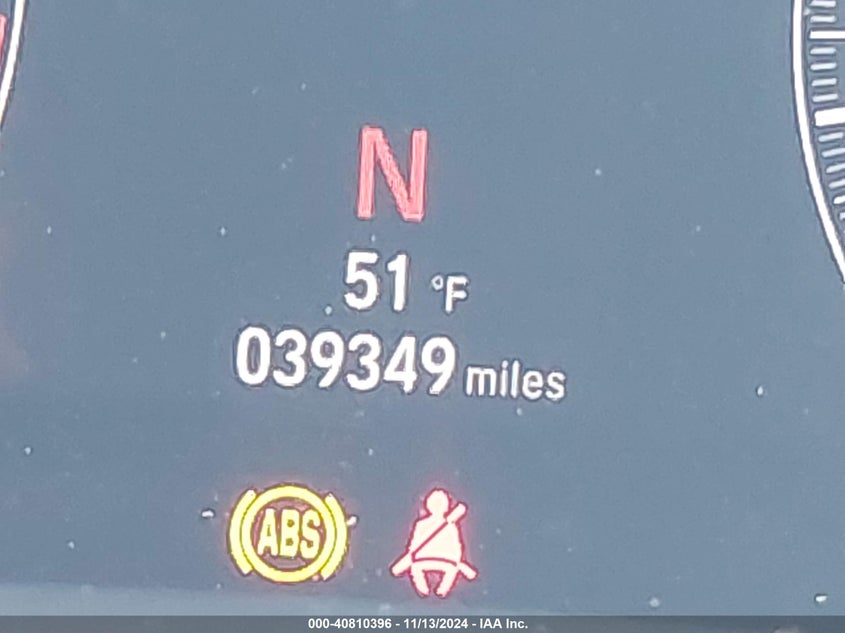 N
51 °F
039349 miles
ABS
000-40810396 - 11/13/2024 - IAA Inc.